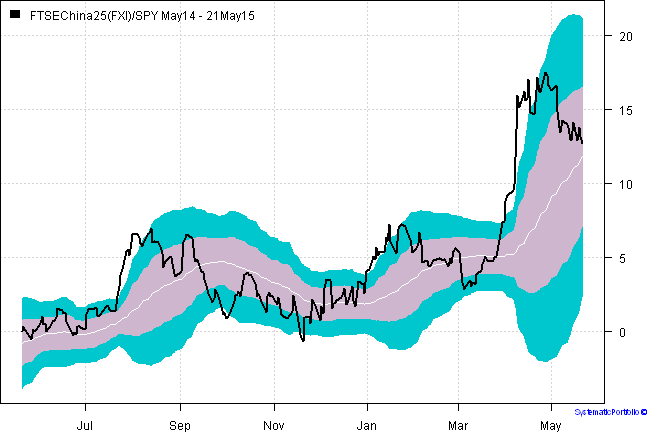 FTSEChina25(FXI)/SPY May14 - 21May15
20
15
10
5
0
Jul Sep Nov Jan Mar May
SystematicPortfolio ©